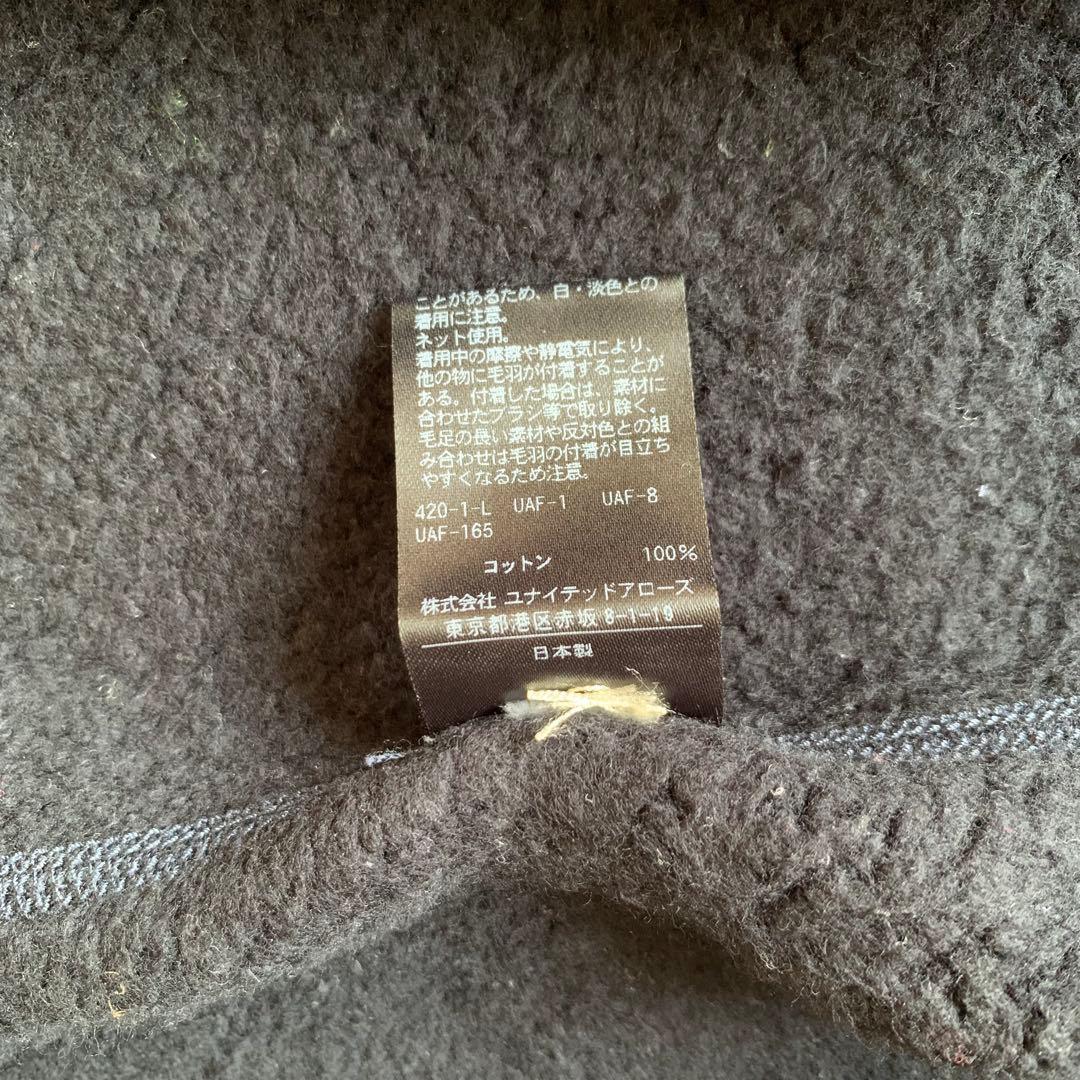 ことがあるため、白・淡色との
着用に注意。
ネット使用。
着用中の摩擦や静電気により、
他の物に毛羽が付着することが
ある。付着した場合は、素材に
合わせたブラシ等で取り除く。
毛足の長い素材や反対色との組
み合わせは毛羽の付着が目立ち
やすくなるため注意。
420-1-L UAF-1 UAF-8
UAF-165
コットン 100%
株式会社 ユナイテッドアローズ
東京都港区赤坂 8-1-19
日本製